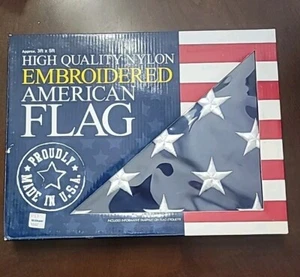 Approx. 3ft x 5ft
HIGH QUALITY NYLON
EMBROIDERED
AMERICAN
FLAG
PROUDLY
MADE IN U.S.A.